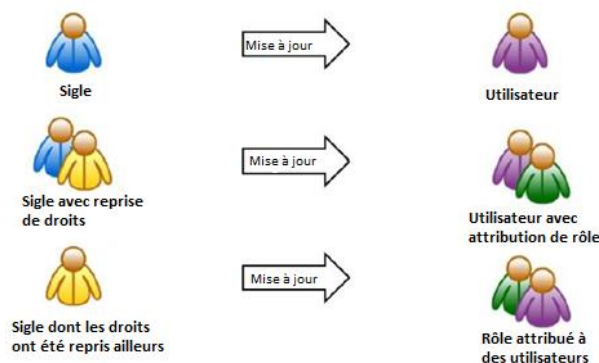 Mise à jour
Sigle
Utilisateur
Mise à jour
Sigle avec reprise
de droits
Utilisateur avec
attribution de rôle
Mise à jour
Sigle dont les droits
ont été repris ailleurs
Rôle attribué à
des utilisateurs